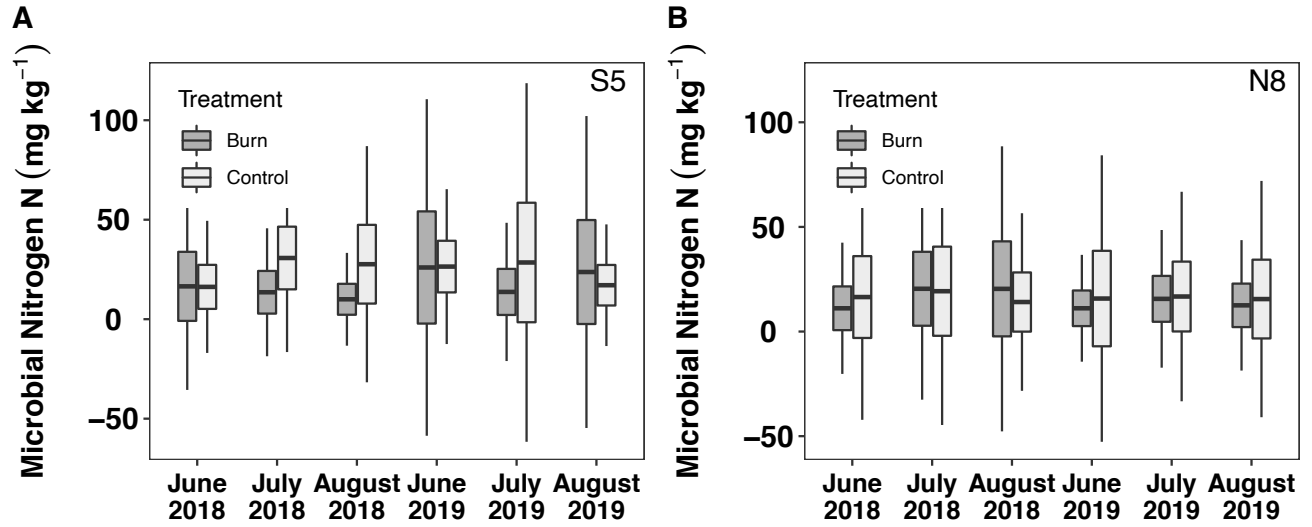 A
Microbial Nitrogen N (mg kg−1)
100
50
0
−50
S5
Treatment
Burn
Control
June July August June July August
2018 2018 2018 2019 2019 2019
B
Microbial Nitrogen N (mg kg−1)
100
50
0
−50
N8
Treatment
Burn
Control
June July August June July August
2018 2018 2018 2019 2019 2019